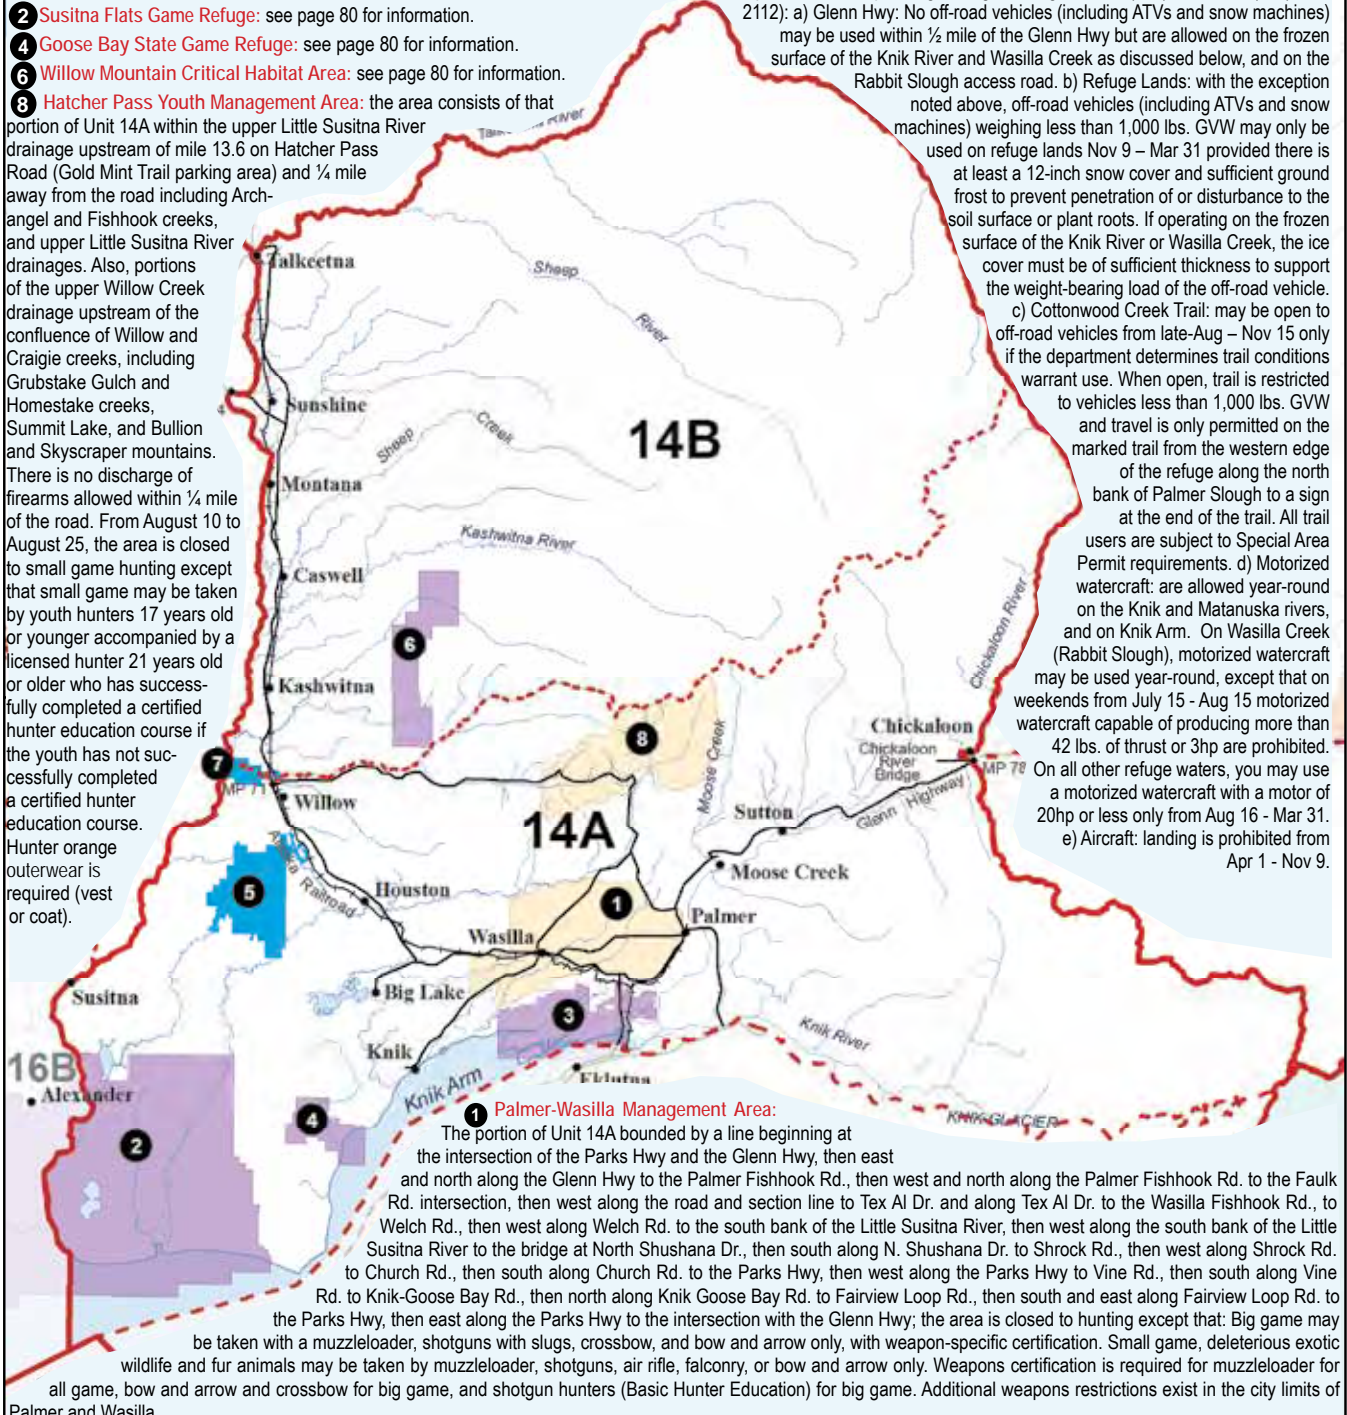 2 Susitna Flats Game Refuge: see page 80 for information.
4 Goose Bay State Game Refuge: see page 80 for information.
6 Willow Mountain Critical Habitat Area: see page 80 for information.
8 Hatcher Pass Youth Management Area: the area consists of that
portion of Unit 14A within the upper Little Susitna River
drainage upstream of mile 13.6 on Hatcher Pass
Road (Gold Mint Trail parking area) and ¼ mile
away from the road including Arch-
angel and Fishhook creeks,
and upper Little Susitna River
drainages. Also, portions
of the upper Willow Creek
drainage upstream of the
confluence of Willow and
Craigie creeks, including
Grubstake Gulch and
Homestake creeks,
Summit Lake, and Bullion
and Skyscraper mountains.
There is no discharge of
firearms allowed within ¼ mile
of the road. From August 10 to
August 25, the area is closed
to small game hunting except
that small game may be taken
by youth hunters 17 years old
or younger accompanied by a
licensed hunter 21 years old
or older who has success-
fully completed a certified
hunter education course if
the youth has not suc-
cessfully completed
a certified hunter
education course.
Hunter orange
outerwear is
required (vest
or coat).
2112): a) Glenn Hwy: No off-road vehicles (including ATVs and snow machines)
may be used within ½ mile of the Glenn Hwy but are allowed on the frozen
surface of the Knik River and Wasilla Creek as discussed below, and on the
Rabbit Slough access road. b) Refuge Lands: with the exception
noted above, off-road vehicles (including ATVs and snow
machines) weighing less than 1,000 lbs. GVW may only be
used on refuge lands Nov 9 – Mar 31 provided there is
at least a 12-inch snow cover and sufficient ground
frost to prevent penetration of or disturbance to the
soil surface or plant roots. If operating on the frozen
surface of the Knik River or Wasilla Creek, the ice
cover must be of sufficient thickness to support
the weight-bearing load of the off-road vehicle.
c) Cottonwood Creek Trail: may be open to
off-road vehicles from late-Aug – Nov 15 only
if the department determines trail conditions
warrant use. When open, trail is restricted
to vehicles less than 1,000 lbs. GVW
and travel is only permitted on the
marked trail from the western edge
of the refuge along the north
bank of Palmer Slough to a sign
at the end of the trail. All trail
users are subject to Special Area
Permit requirements. d) Motorized
watercraft: are allowed year-round
on the Knik and Matanuska rivers,
and on Knik Arm. On Wasilla Creek
(Rabbit Slough), motorized watercraft
may be used year-round, except that on
weekends from July 15 - Aug 15 motorized
watercraft capable of producing more than
42 lbs. of thrust or 3hp are prohibited.
On all other refuge waters, you may use
a motorized watercraft with a motor of
20hp or less only from Aug 16 - Mar 31.
e) Aircraft: landing is prohibited from
Apr 1 - Nov 9.
River
Talkeetna
Sheep
River
Sunshine
14B
Sheep
Creek
Montana
Kashwitna River
Caswell
6
Chickaloon River
Kashwitna
8
Moose Creek
Chickaloon
Chickaloon
River
Bridge
MP 78
7
MP 71
Willow
Sutton
Glenn Highway
14A
Moose Creek
Alaska Railroad
Houston
5
1
Palmer
Wasilla
Susitna
Big Lake
3
Knik River
Knik
Eklutna
16B
Alexander
Knik Arm
4
2
KNIK GLACIER
1 Palmer-Wasilla Management Area:
The portion of Unit 14A bounded by a line beginning at
the intersection of the Parks Hwy and the Glenn Hwy, then east
and north along the Glenn Hwy to the Palmer Fishhook Rd., then west and north along the Palmer Fishhook Rd. to the Faulk
Rd. intersection, then west along the road and section line to Tex Al Dr. and along Tex Al Dr. to the Wasilla Fishhook Rd., to
Welch Rd., then west along Welch Rd. to the south bank of the Little Susitna River, then west along the south bank of the Little
Susitna River to the bridge at North Shushana Dr., then south along N. Shushana Dr. to Shrock Rd., then west along Shrock Rd.
to Church Rd., then south along Church Rd. to the Parks Hwy, then west along the Parks Hwy to Vine Rd., then south along Vine
Rd. to Knik-Goose Bay Rd., then north along Knik Goose Bay Rd. to Fairview Loop Rd., then south and east along Fairview Loop Rd. to
the Parks Hwy, then east along the Parks Hwy to the intersection with the Glenn Hwy; the area is closed to hunting except that: Big game may
be taken with a muzzleloader, shotguns with slugs, crossbow, and bow and arrow only, with weapon-specific certification. Small game, deleterious exotic
wildlife and fur animals may be taken by muzzleloader, shotguns, air rifle, falconry, or bow and arrow only. Weapons certification is required for muzzleloader for
all game, bow and arrow and crossbow for big game, and shotgun hunters (Basic Hunter Education) for big game. Additional weapons restrictions exist in the city limits of
Palmer and Wasilla.